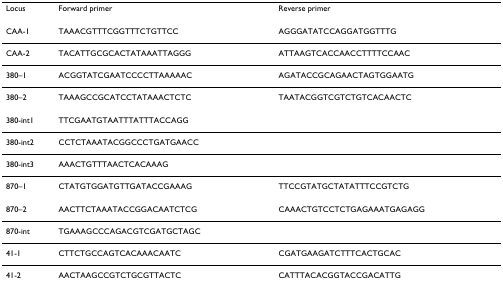 Locus Forward primer Reverse primer
CAA-1 TAAACGTTTCGGTTTCTGTTCC AGGGATATCCAGGATGGTTTG
CAA-2 TACATTGCGCACTATAAATTAGGG ATTAAGTCACCAACCTTTTCCAAC
380–1 ACGGTATCGAATCCCCTTAAAAAC AGATACCGCAGAACTAGTGGAATG
380–2 TAAAGCCGCATCCTATAAACTCTC TAATACGGTCGTCTGTCACAACTC
380-int1 TTCGAATGTAATTTATTTACCAGG
380-int2 CCTCTAAATACGGCCCTGATGAACC
380-int3 AAACTGTTTAACTCACAAAG
870–1 CTATGTGGATGTTGATACCGAAAG TTCCGTATGCTATATTTCCGTCTG
870–2 AACTTCTAAATACCGGACAATCTCG CAAACTGTCCTCTGAGAAATGAGAGG
870-int TGAAAGCCCAGACGTCGATGCTAGC
41-1 CTTCTGCCAGTCACAAACAATC CGATGAAGATCTTTCACTGCAC
41-2 AACTAAGCCGTCTGCGTTACTC CATTTACACGGTACCGACATTG